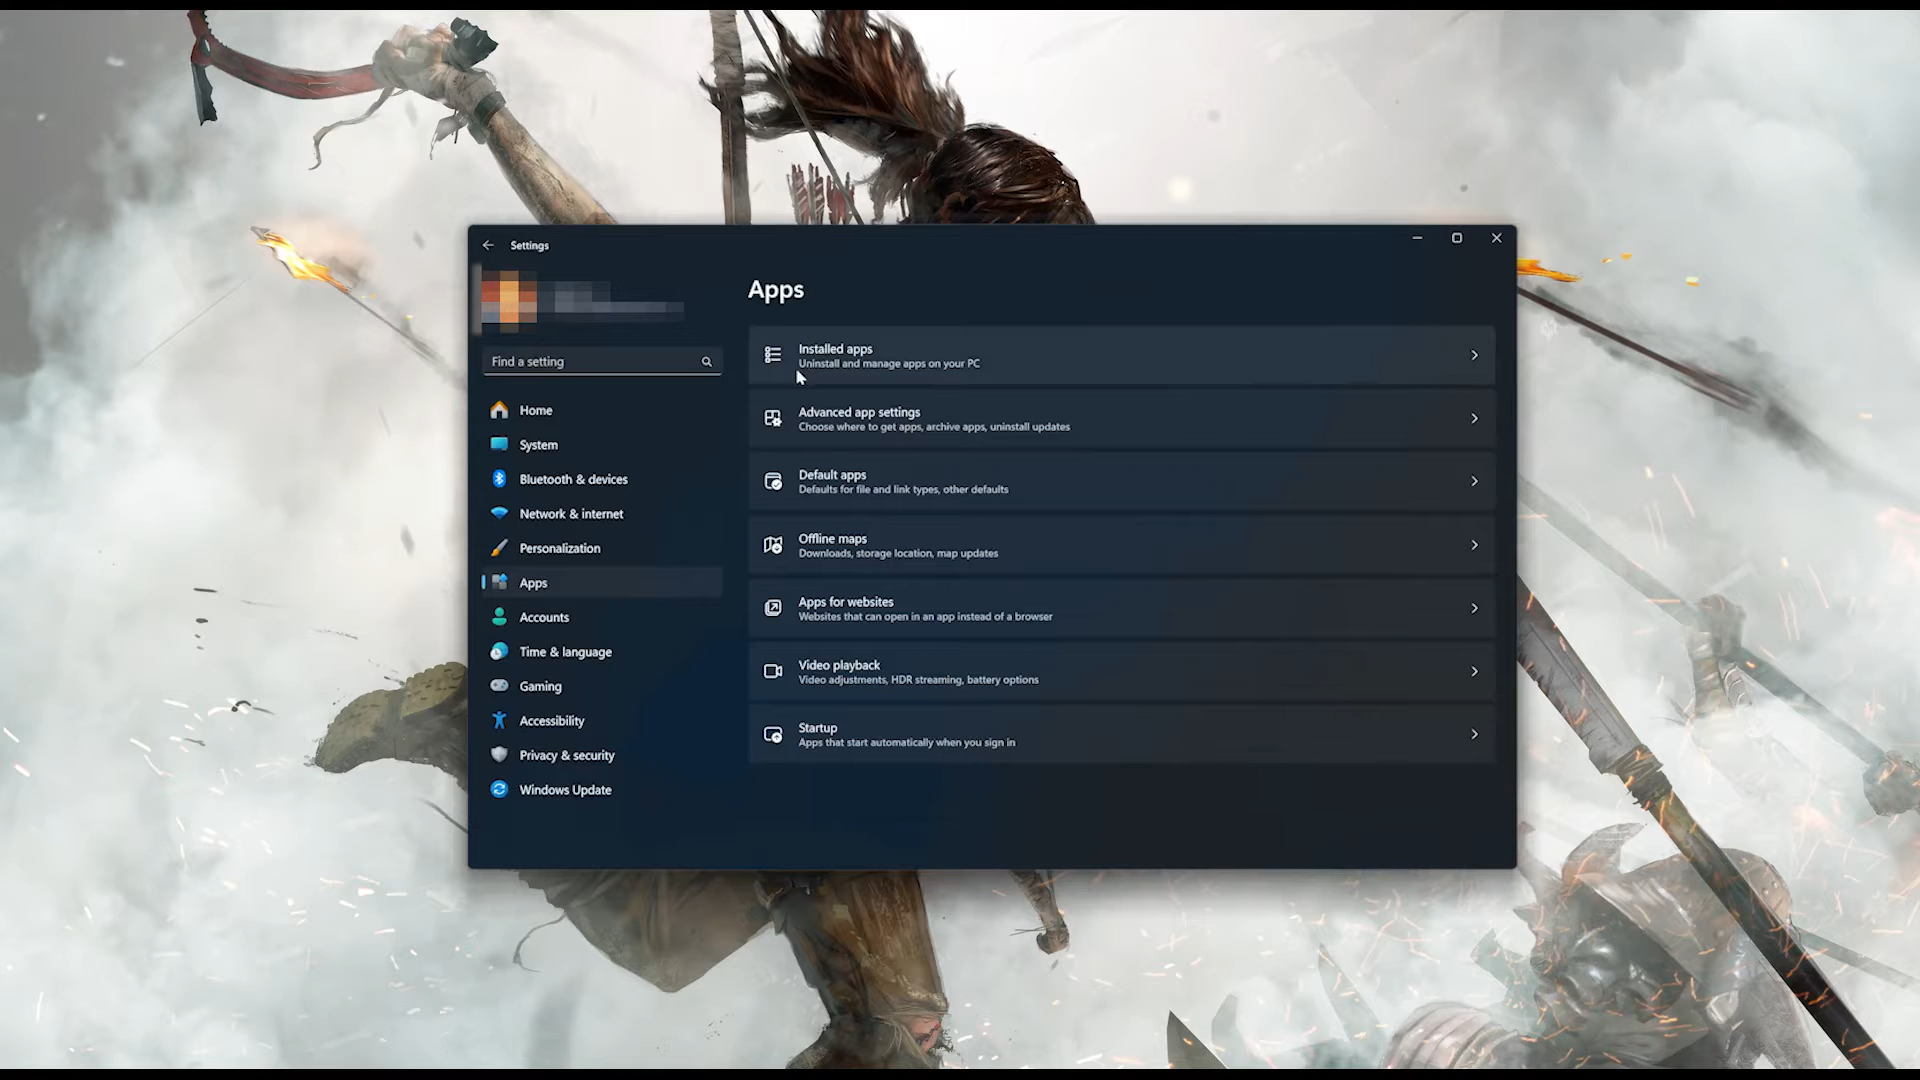 Settings
Find a setting
Home
System
Bluetooth & devices
Network & internet
Personalization
Apps
Accounts
Time & language
Gaming
Accessibility
Privacy & security
Windows Update
Apps
Installed apps
Uninstall and manage apps on your PC
Advanced app settings
Choose where to get apps, archive apps, uninstall updates
Default apps
Defaults for file and link types, other defaults
Offline maps
Downloads, storage location, map updates
Apps for websites
Websites that can open in an app instead of a browser
Video playback
Video adjustments, HDR streaming, battery options
Startup
Apps that start automatically when you sign in